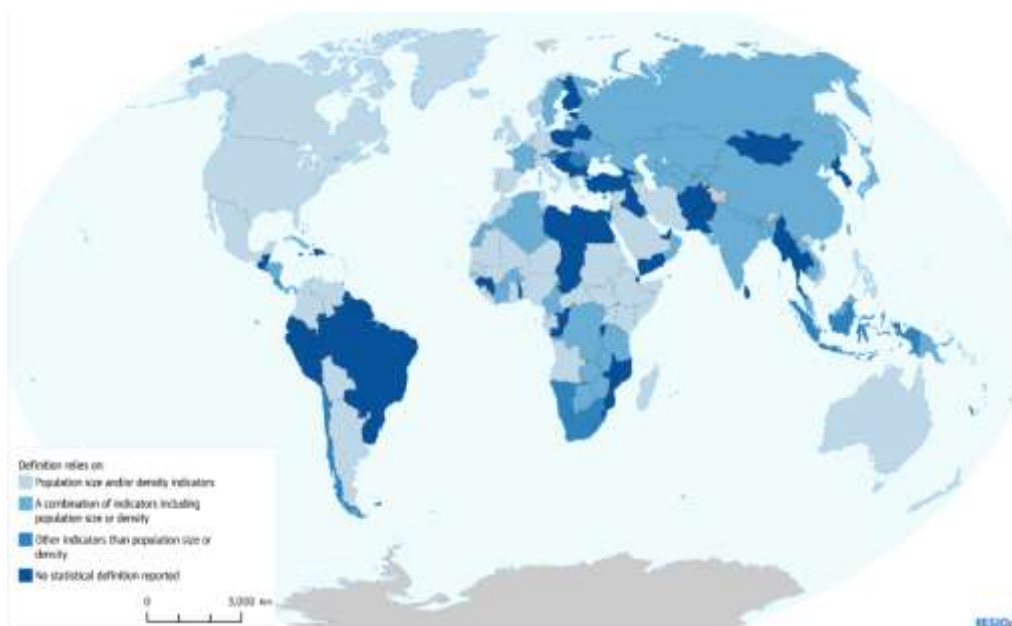 Definition relies on:
Population size and/or density indicators
A combination of indicators including
population size or density
Other indicators than population size or
density
No statistical definition reported
0 3,000 Km